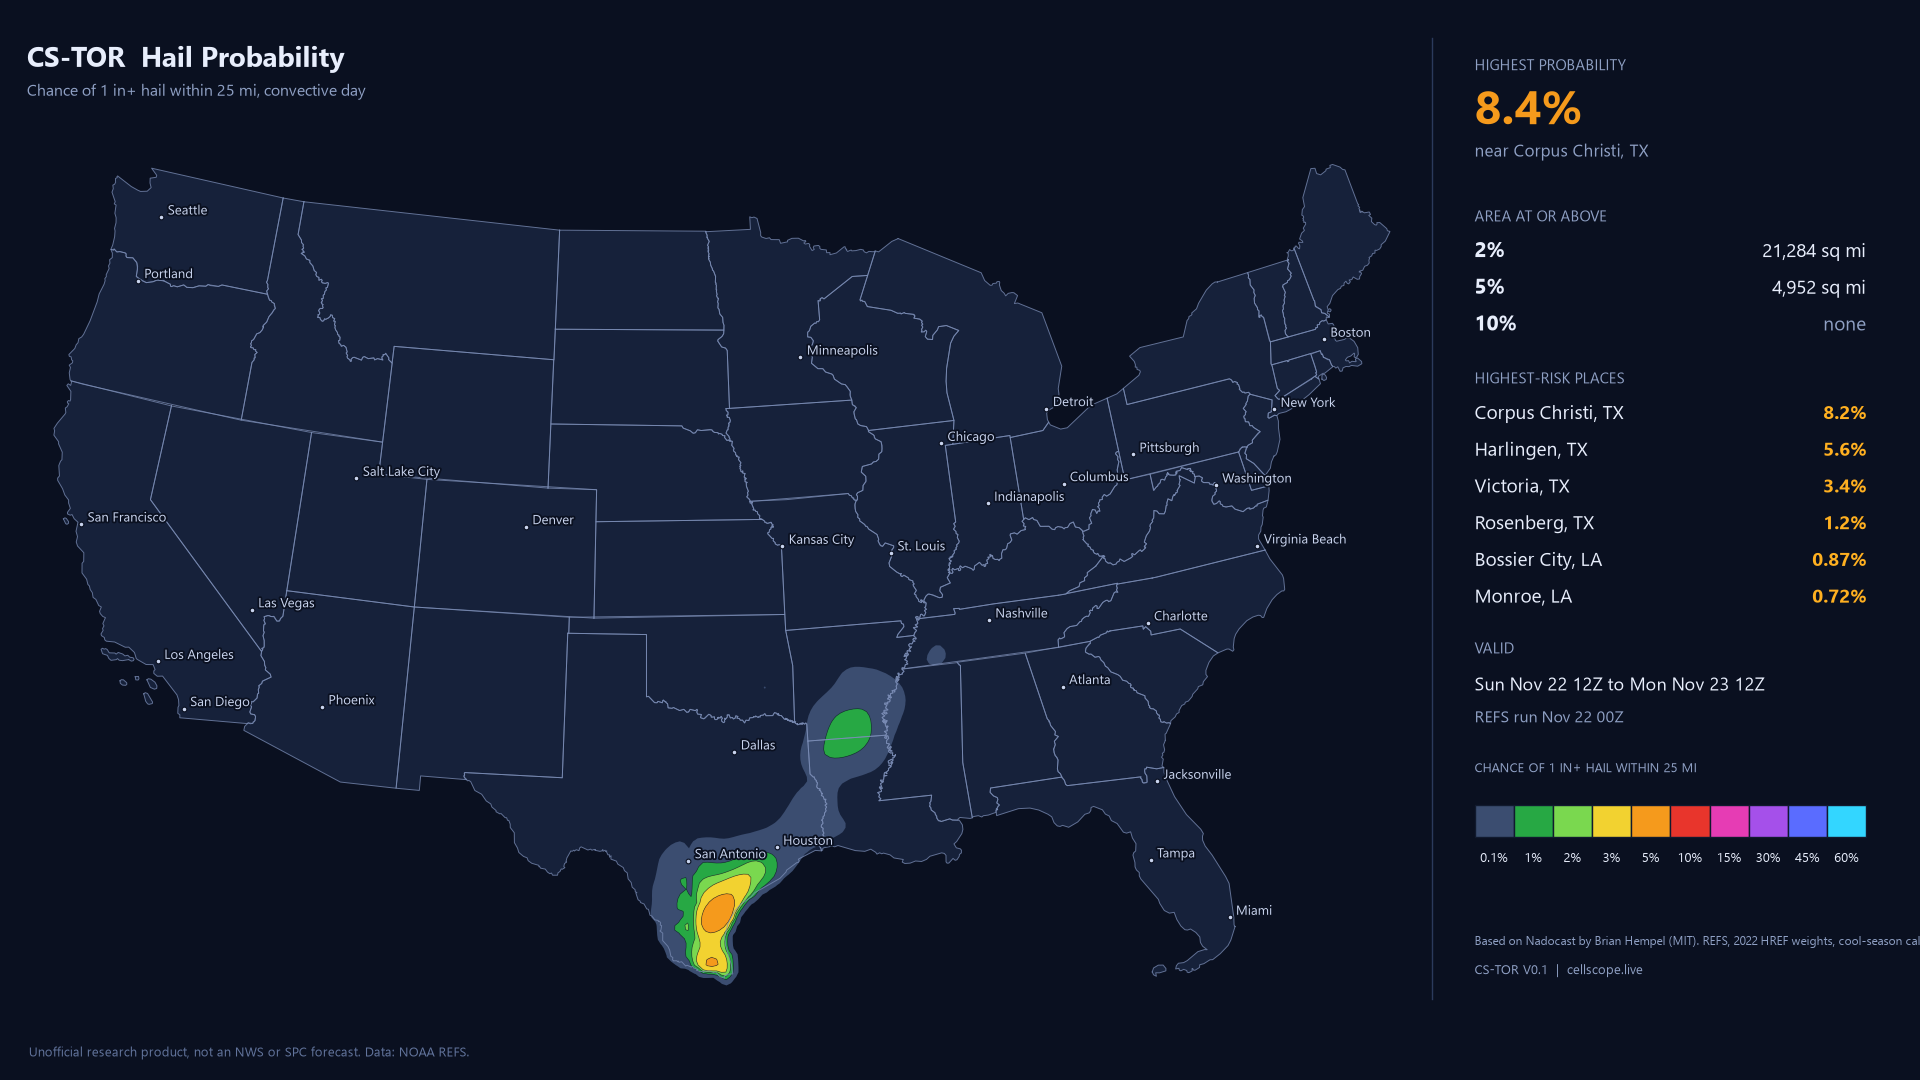 CS-TOR  Hail Probability
Chance of 1 in+ hail within 25 mi, convective day
Seattle
Portland
Minneapolis
Boston
Detroit
New York
Chicago
Pittsburgh
Salt Lake City
Columbus
Washington
Indianapolis
San Francisco
Denver
Kansas City
St. Louis
Virginia Beach
Las Vegas
Nashville
Charlotte
Los Angeles
Atlanta
San Diego
Phoenix
Dallas
Jacksonville
Houston
San Antonio
Tampa
Miami
HIGHEST PROBABILITY
8.4%
near Corpus Christi, TX
AREA AT OR ABOVE
2% 21,284 sq mi
5% 4,952 sq mi
10% none
HIGHEST-RISK PLACES
Corpus Christi, TX 8.2%
Harlingen, TX 5.6%
Victoria, TX 3.4%
Rosenberg, TX 1.2%
Bossier City, LA 0.87%
Monroe, LA 0.72%
VALID
Sun Nov 22 12Z to Mon Nov 23 12Z
REFS run Nov 22 00Z
CHANCE OF 1 IN+ HAIL WITHIN 25 MI
0.1% 1% 2% 3% 5% 10% 15% 30% 45% 60%
Based on Nadocast by Brian Hempel (MIT). REFS, 2022 HREF weights, cool-season cal
CS-TOR V0.1 | cellscope.live
Unofficial research product, not an NWS or SPC forecast. Data: NOAA REFS.